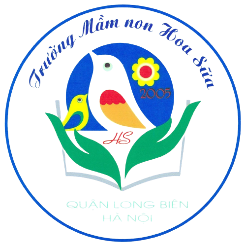 Trường Mầm non Hoa Sữa
2005
HS
QUẬN LONG BIÊN
HÀ NỘI